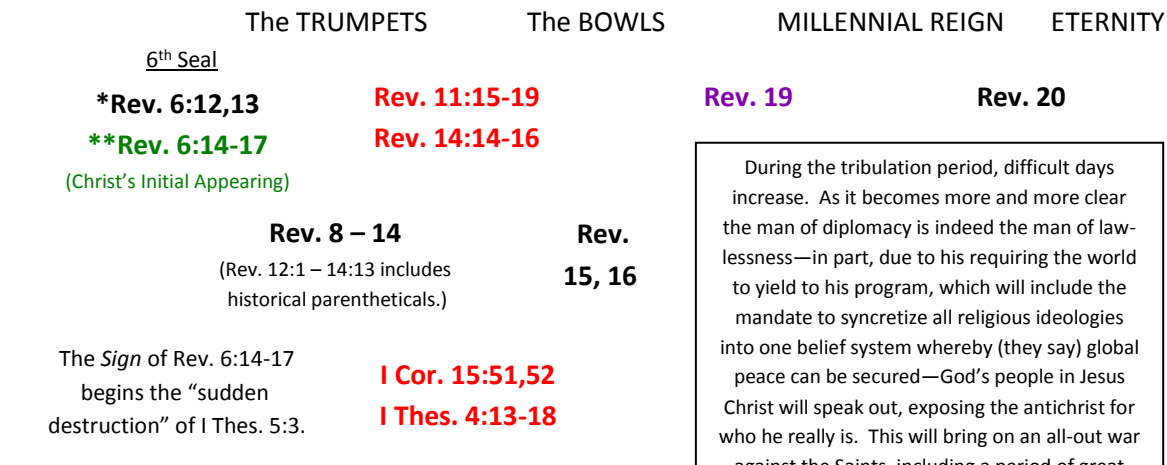 The TRUMPETS The BOWLS MILLENNIAL REIGN ETERNITY
6th Seal
*Rev. 6:12,13 Rev. 11:15-19 Rev. 19 Rev. 20
**Rev. 6:14-17 Rev. 14:14-16
(Christ’s Initial Appearing)
Rev. 8 – 14
(Rev. 12:1 – 14:13 includes
historical parentheticals.)
Rev.
15, 16
The Sign of Rev. 6:14-17
begins the “sudden
destruction” of I Thes. 5:3.
I Cor. 15:51,52
I Thes. 4:13-18
During the tribulation period, difficult days
increase. As it becomes more and more clear
the man of diplomacy is indeed the man of law-
lessness—in part, due to his requiring the world
to yield to his program, which will include the
mandate to syncretize all religious ideologies
into one belief system whereby (they say) global
peace can be secured—God’s people in Jesus
Christ will speak out, exposing the antichrist for
who he really is. This will bring on an all-out war
against the Saints, including a period of great